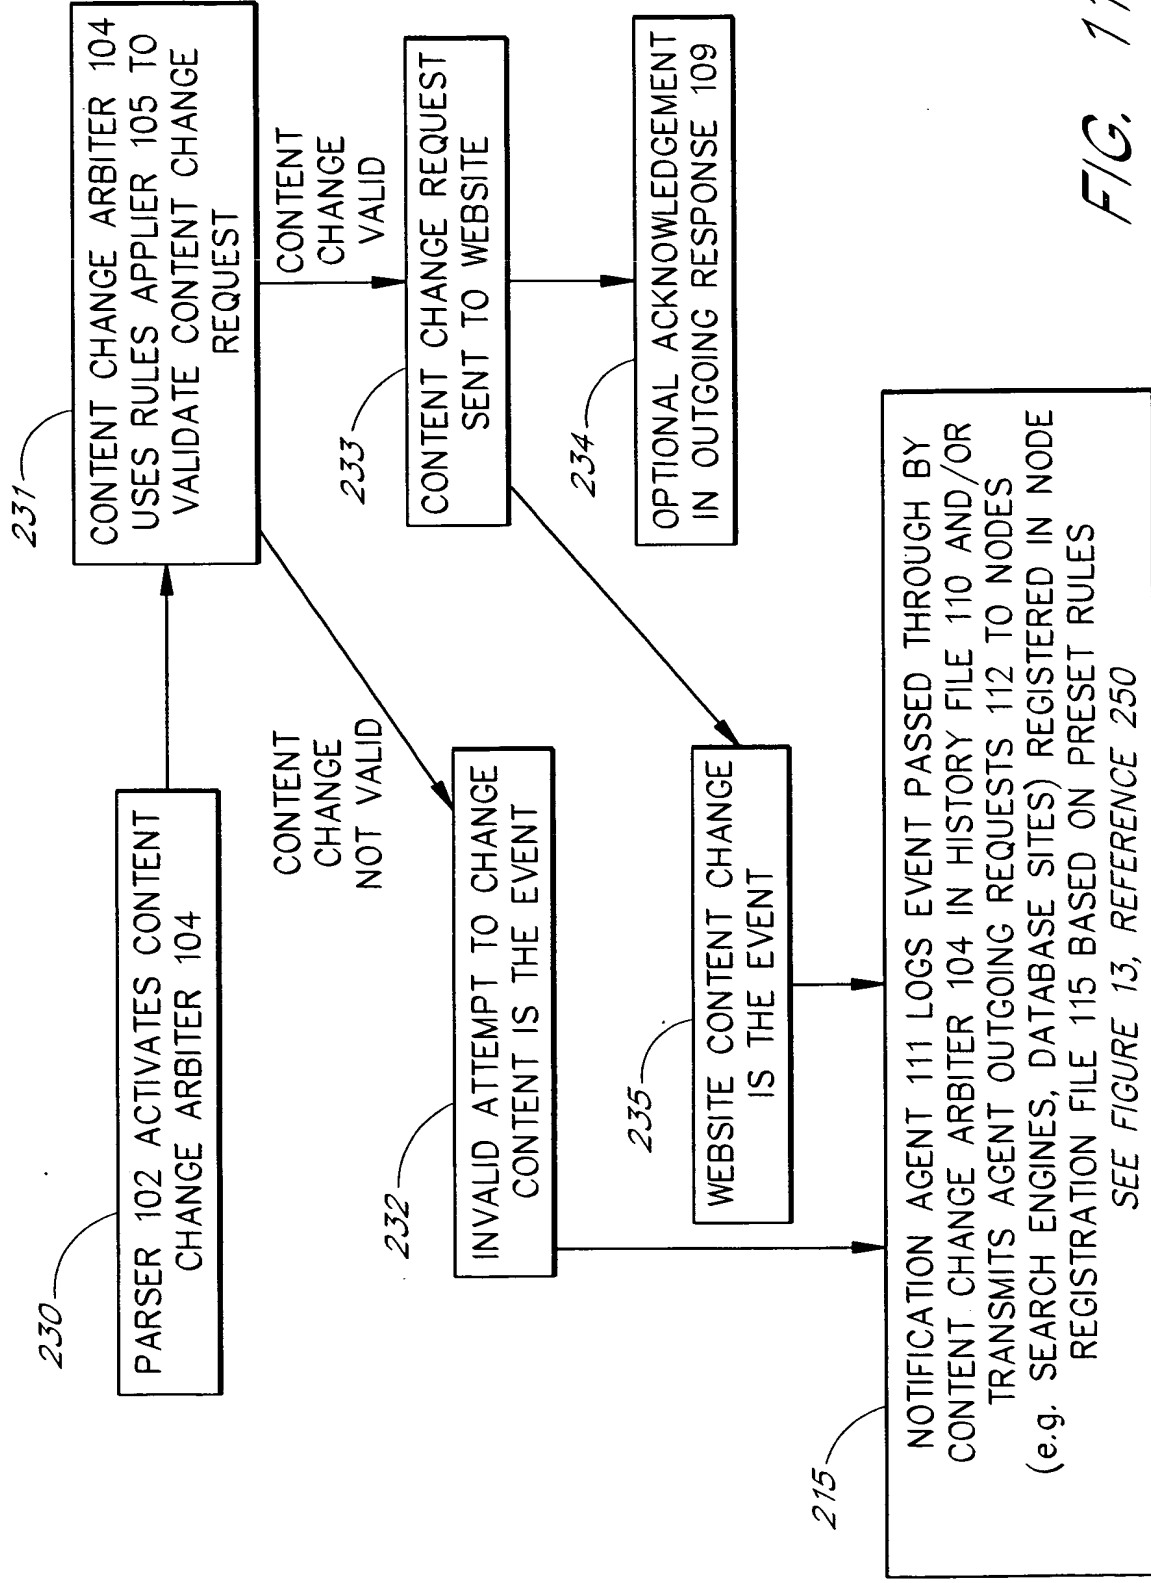 230
PARSER 102 ACTIVATES CONTENT
CHANGE ARBITER 104
231
CONTENT CHANGE ARBITER 104
USES RULES APPLIER 105 TO
VALIDATE CONTENT CHANGE
REQUEST
CONTENT
CHANGE
NOT VALID
CONTENT
CHANGE
VALID
232
INVALID ATTEMPT TO CHANGE
CONTENT IS THE EVENT
233
CONTENT CHANGE REQUEST
SENT TO WEBSITE
235
WEBSITE CONTENT CHANGE
IS THE EVENT
234
OPTIONAL ACKNOWLEDGEMENT
IN OUTGOING RESPONSE 109
215
NOTIFICATION AGENT 111 LOGS EVENT PASSED THROUGH BY
CONTENT CHANGE ARBITER 104 IN HISTORY FILE 110 AND/OR
TRANSMITS AGENT OUTGOING REQUESTS 112 TO NODES
(e.g. SEARCH ENGINES, DATABASE SITES) REGISTERED IN NODE
REGISTRATION FILE 115 BASED ON PRESET RULES
SEE FIGURE 13, REFERENCE 250
FIG. 11